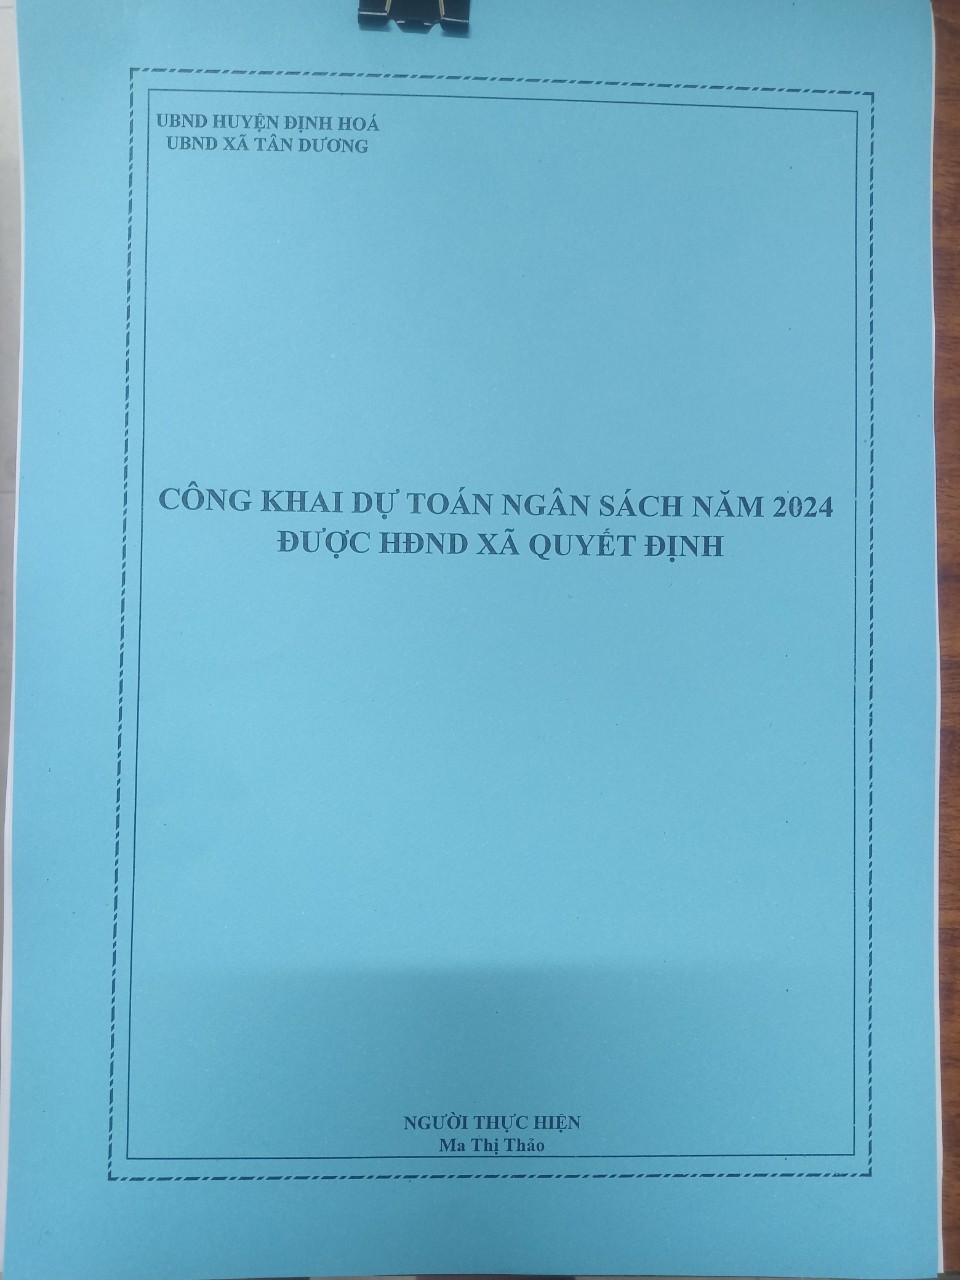 UBND HUYỆN ĐỊNH HOÁ
UBND XÃ TÂN DƯƠNG
CÔNG KHAI DỰ TOÁN NGÂN SÁCH NĂM 2024
ĐƯỢC HĐND XÃ QUYẾT ĐỊNH
NGƯỜI THỰC HIỆN
Ma Thị Thảo